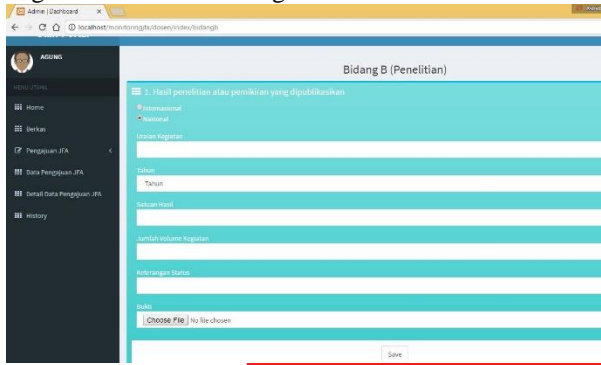 Admin | Dashboard
localhost/monitoringjfa/dosen/index/bidangb
AGUNG
MENU UTAMA
Home
Berkas
Pengajuan JFA
Data Pengajuan JFA
Detail Data Pengajuan JFA
History
Bidang B (Penelitian)
1. Hasil penelitian atau pemikiran yang dipublikasikan
Internasional
Nasional
Uraian Kegiatan
Tahun
Tahun
Satuan Hasil
Jumlah Volume Kegiatan
Keterangan Status
Bukti
Choose File No file chosen
Save